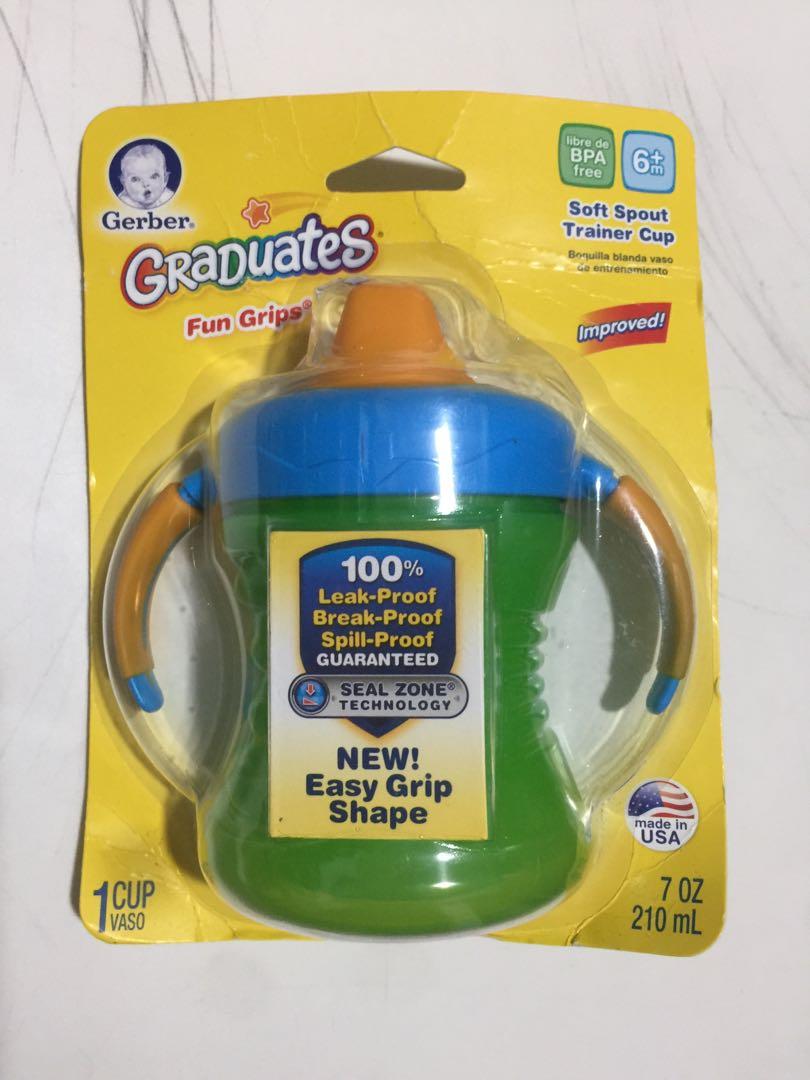 Gerber®
GRADUATES®
Fun Grips®
libre de
BPA
free
6+
m
Soft Spout
Trainer Cup
Boquilla blanda vaso
de entrenamiento
Improved!
100%
Leak-Proof
Break-Proof
Spill-Proof
GUARANTEED
SEAL ZONE®
TECHNOLOGY
NEW!
Easy Grip
Shape
made in
USA
1 CUP
VASO
7 OZ
210 mL